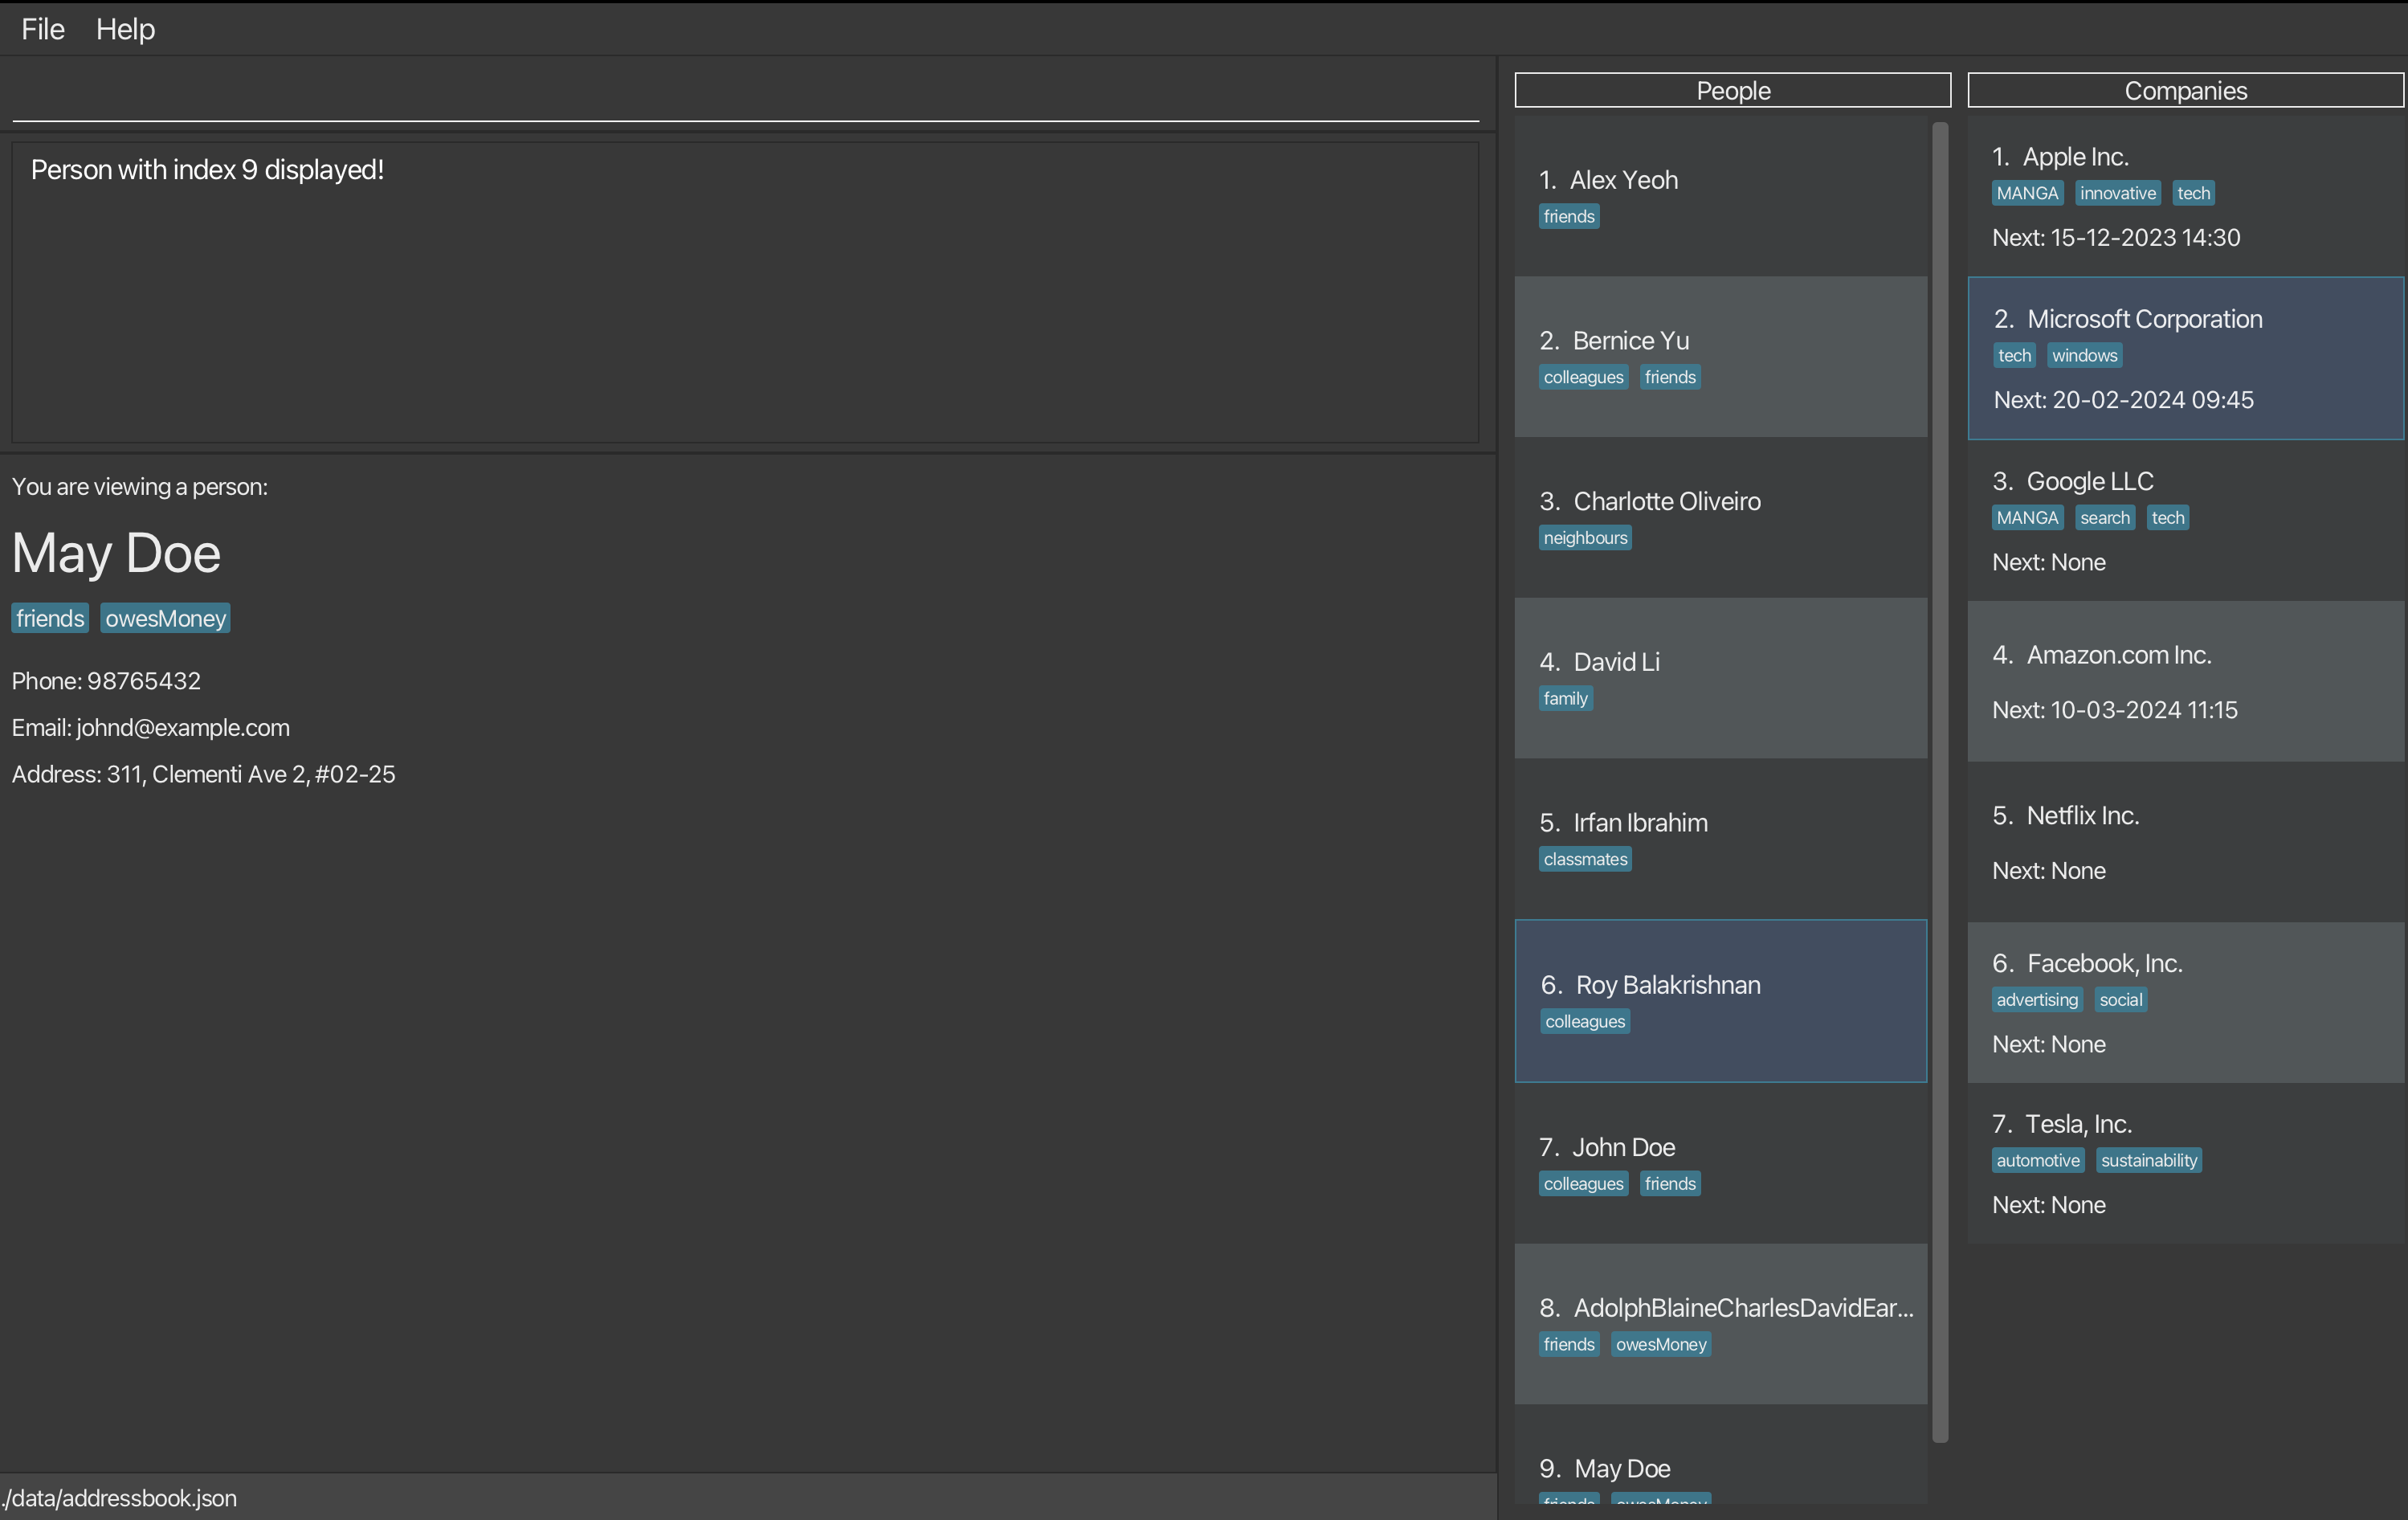 File Help
Person with index 9 displayed!
You are viewing a person:
May Doe
friends owesMoney
Phone: 98765432
Email: johnd@example.com
Address: 311, Clementi Ave 2, #02-25
./data/addressbook.json
People
1. Alex Yeoh
friends
2. Bernice Yu
colleagues friends
3. Charlotte Oliveiro
neighbours
4. David Li
family
5. Irfan Ibrahim
classmates
6. Roy Balakrishnan
colleagues
7. John Doe
colleagues friends
8. AdolphBlaineCharlesDavidEar...
friends owesMoney
9. May Doe
friends owesMoney
Companies
1. Apple Inc.
MANGA innovative tech
Next: 15-12-2023 14:30
2. Microsoft Corporation
tech windows
Next: 20-02-2024 09:45
3. Google LLC
MANGA search tech
Next: None
4. Amazon.com Inc.
Next: 10-03-2024 11:15
5. Netflix Inc.
Next: None
6. Facebook, Inc.
advertising social
Next: None
7. Tesla, Inc.
automotive sustainability
Next: None